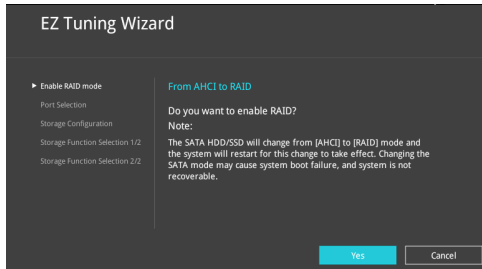 EZ Tuning Wizard
Enable RAID mode
Port Selection
Storage Configuration
Storage Function Selection 1/2
Storage Function Selection 2/2
From AHCI to RAID
Do you want to enable RAID?
Note:
The SATA HDD/SSD will change from [AHCI] to [RAID] mode and
the system will restart for this change to take effect. Changing the
SATA mode may cause system boot failure, and system is not
recoverable.
Yes
Cancel